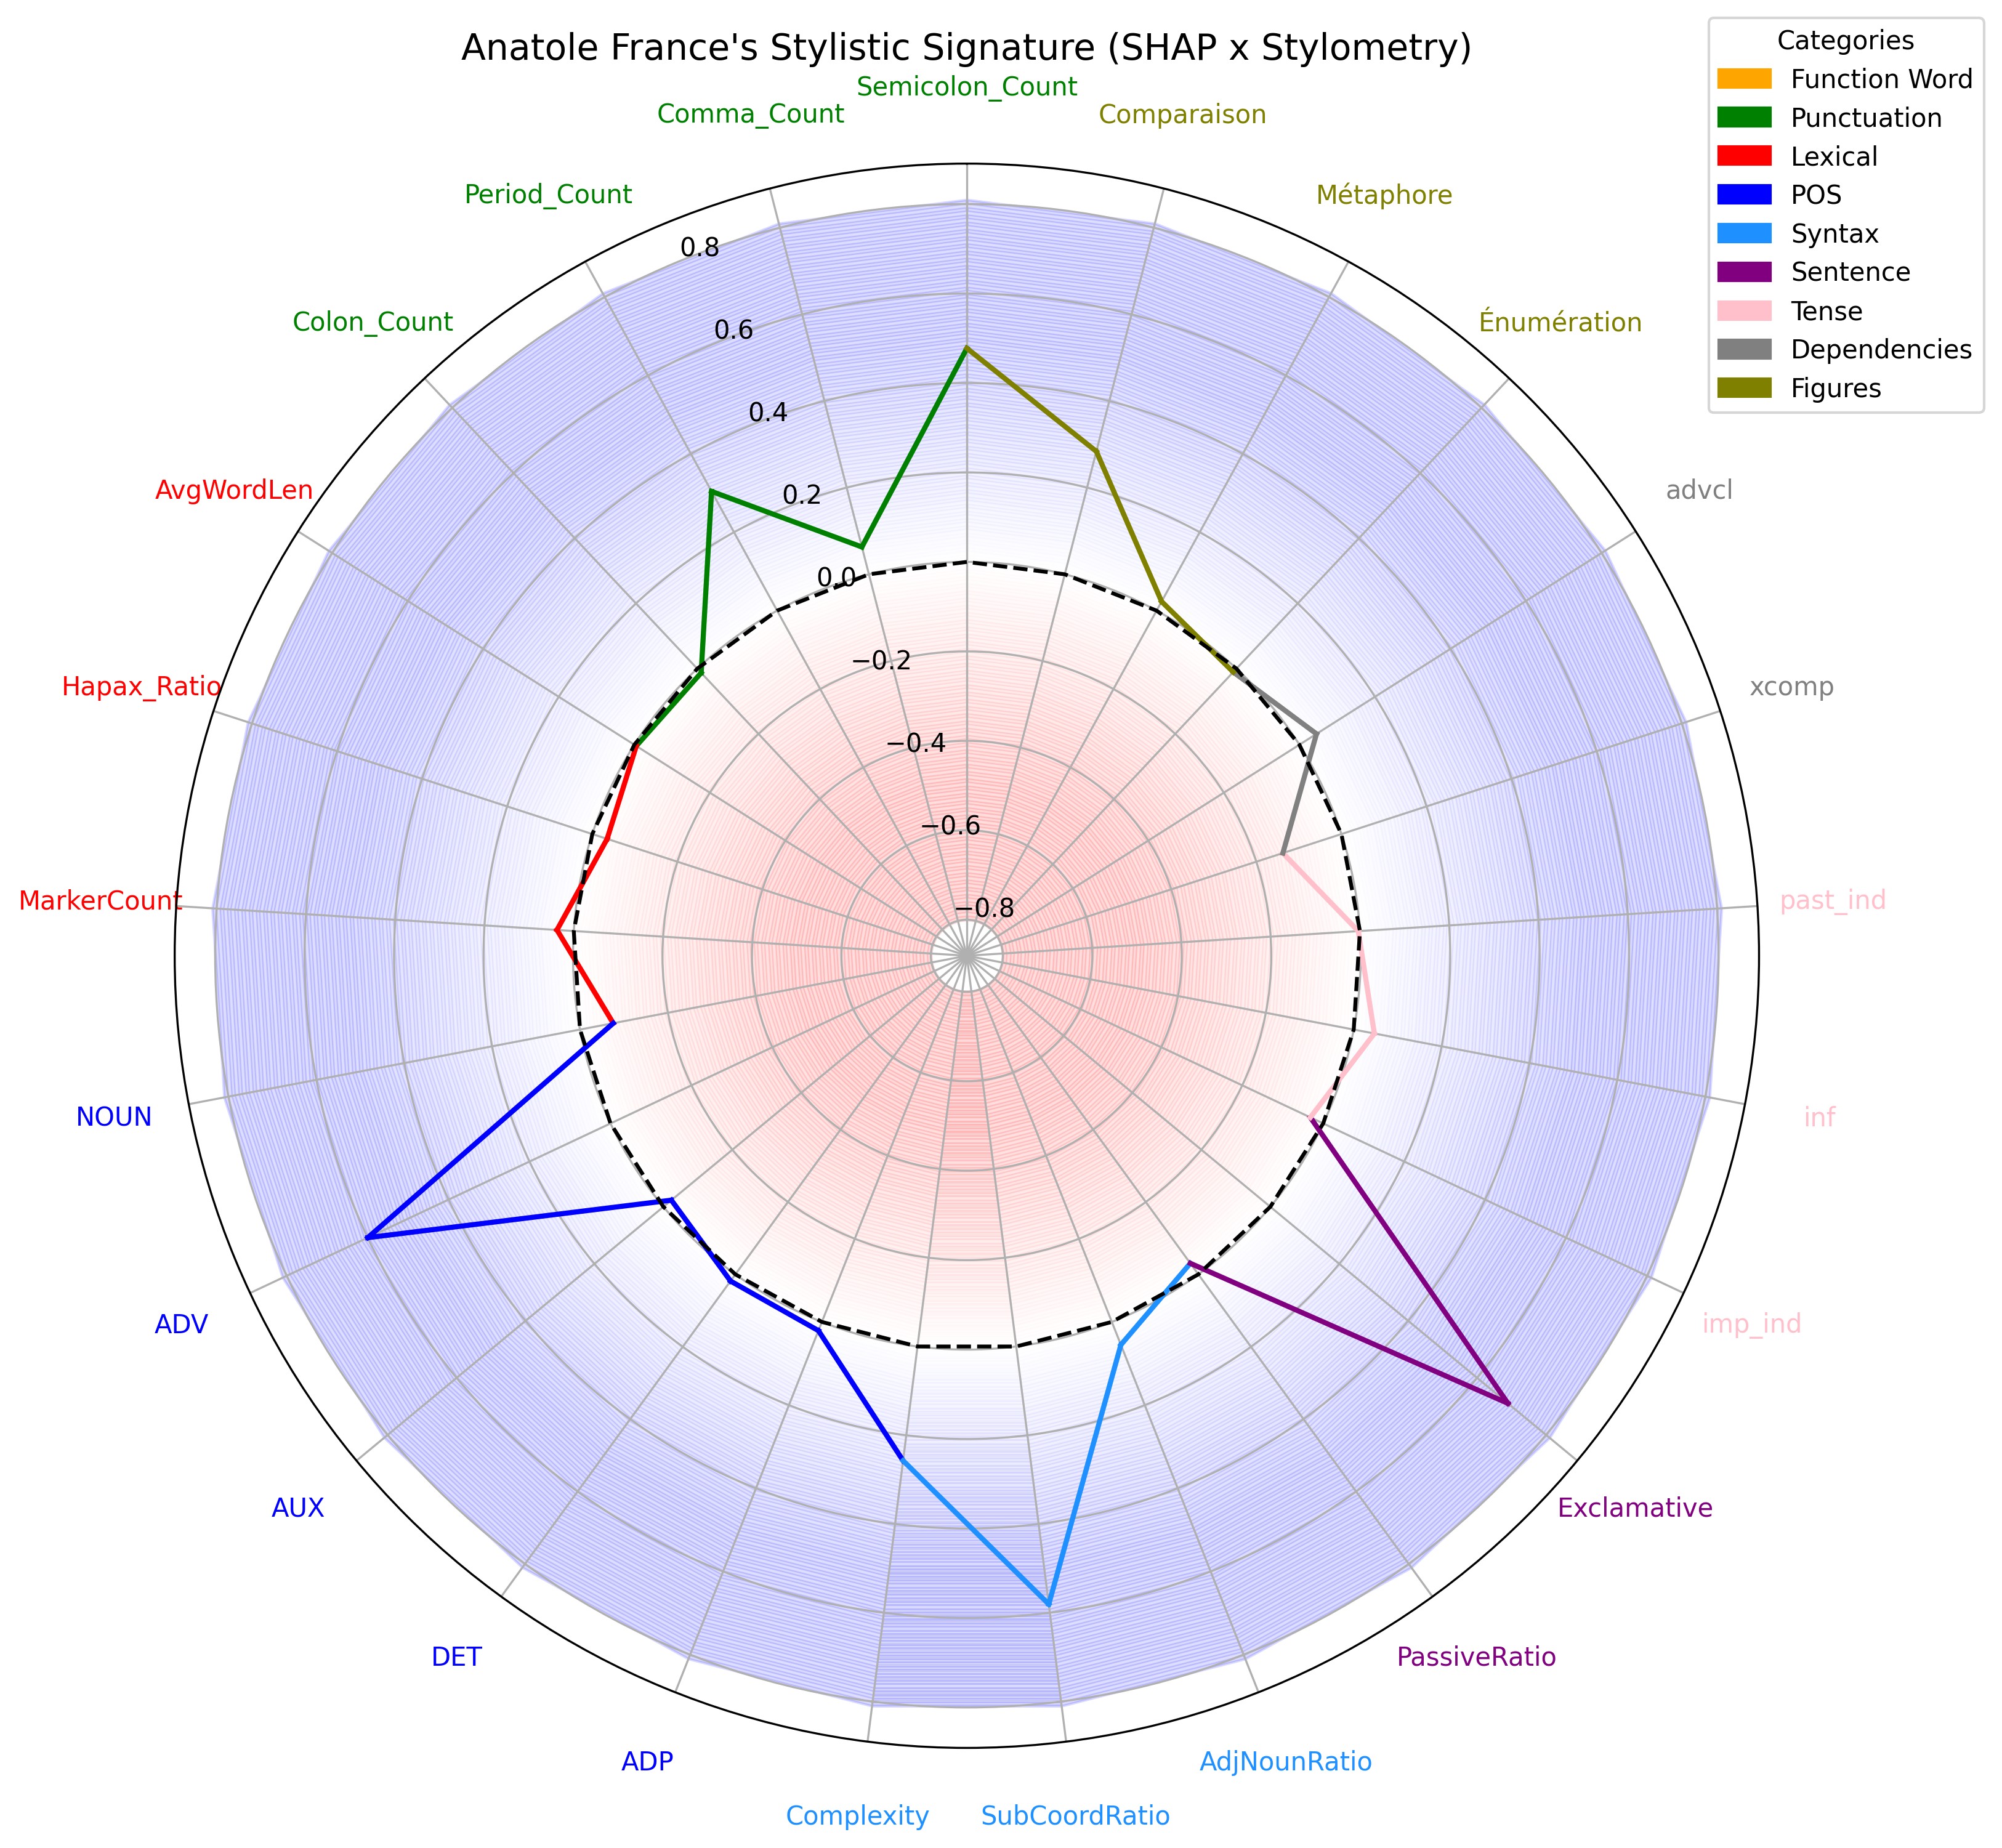 Anatole France's Stylistic Signature (SHAP x Stylometry)
Categories
Function Word
Punctuation
Lexical
POS
Syntax
Sentence
Tense
Dependencies
Figures
Semicolon_Count
Comma_Count
Period_Count
Colon_Count
AvgWordLen
Hapax_Ratio
MarkerCount
NOUN
ADV
AUX
DET
ADP
Complexity
SubCoordRatio
AdjNounRatio
PassiveRatio
Exclamative
imp_ind
inf
past_ind
xcomp
advcl
Énumération
Métaphore
Comparaison
0.8
0.6
0.4
0.2
0.0
−0.2
−0.4
−0.6
−0.8